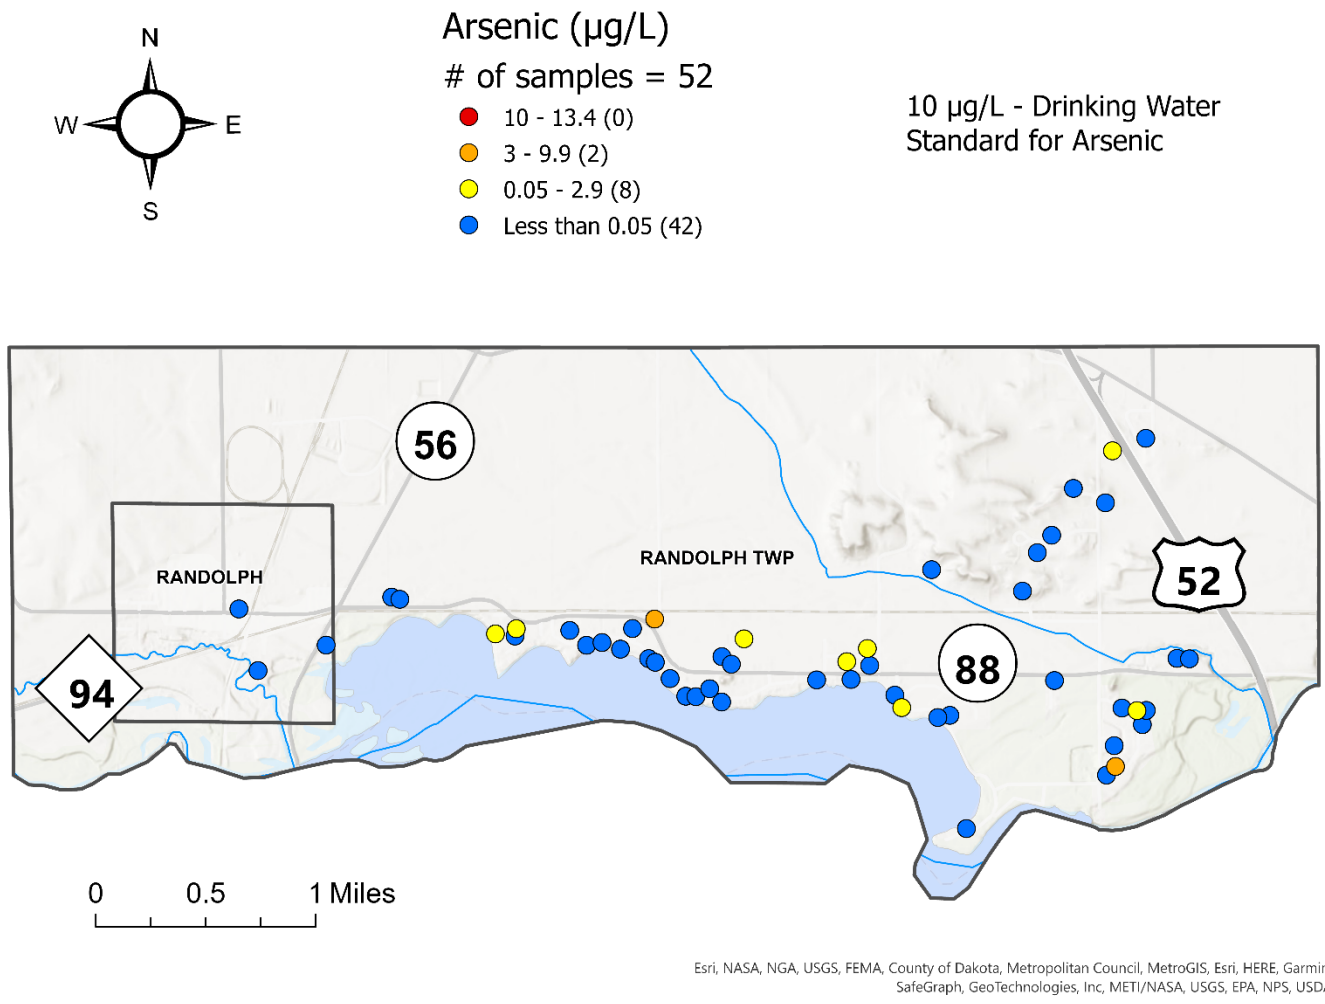 N
W
E
S
Arsenic (µg/L)
# of samples = 52
10 - 13.4 (0)
3 - 9.9 (2)
0.05 - 2.9 (8)
Less than 0.05 (42)
10 µg/L - Drinking Water
Standard for Arsenic
56
RANDOLPH TWP
RANDOLPH
52
88
94
0 0.5 1 Miles
Esri, NASA, NGA, USGS, FEMA, County of Dakota, Metropolitan Council, MetroGIS, Esri, HERE, Garmin
SafeGraph, GeoTechnologies, Inc, METI/NASA, USGS, EPA, NPS, USDA